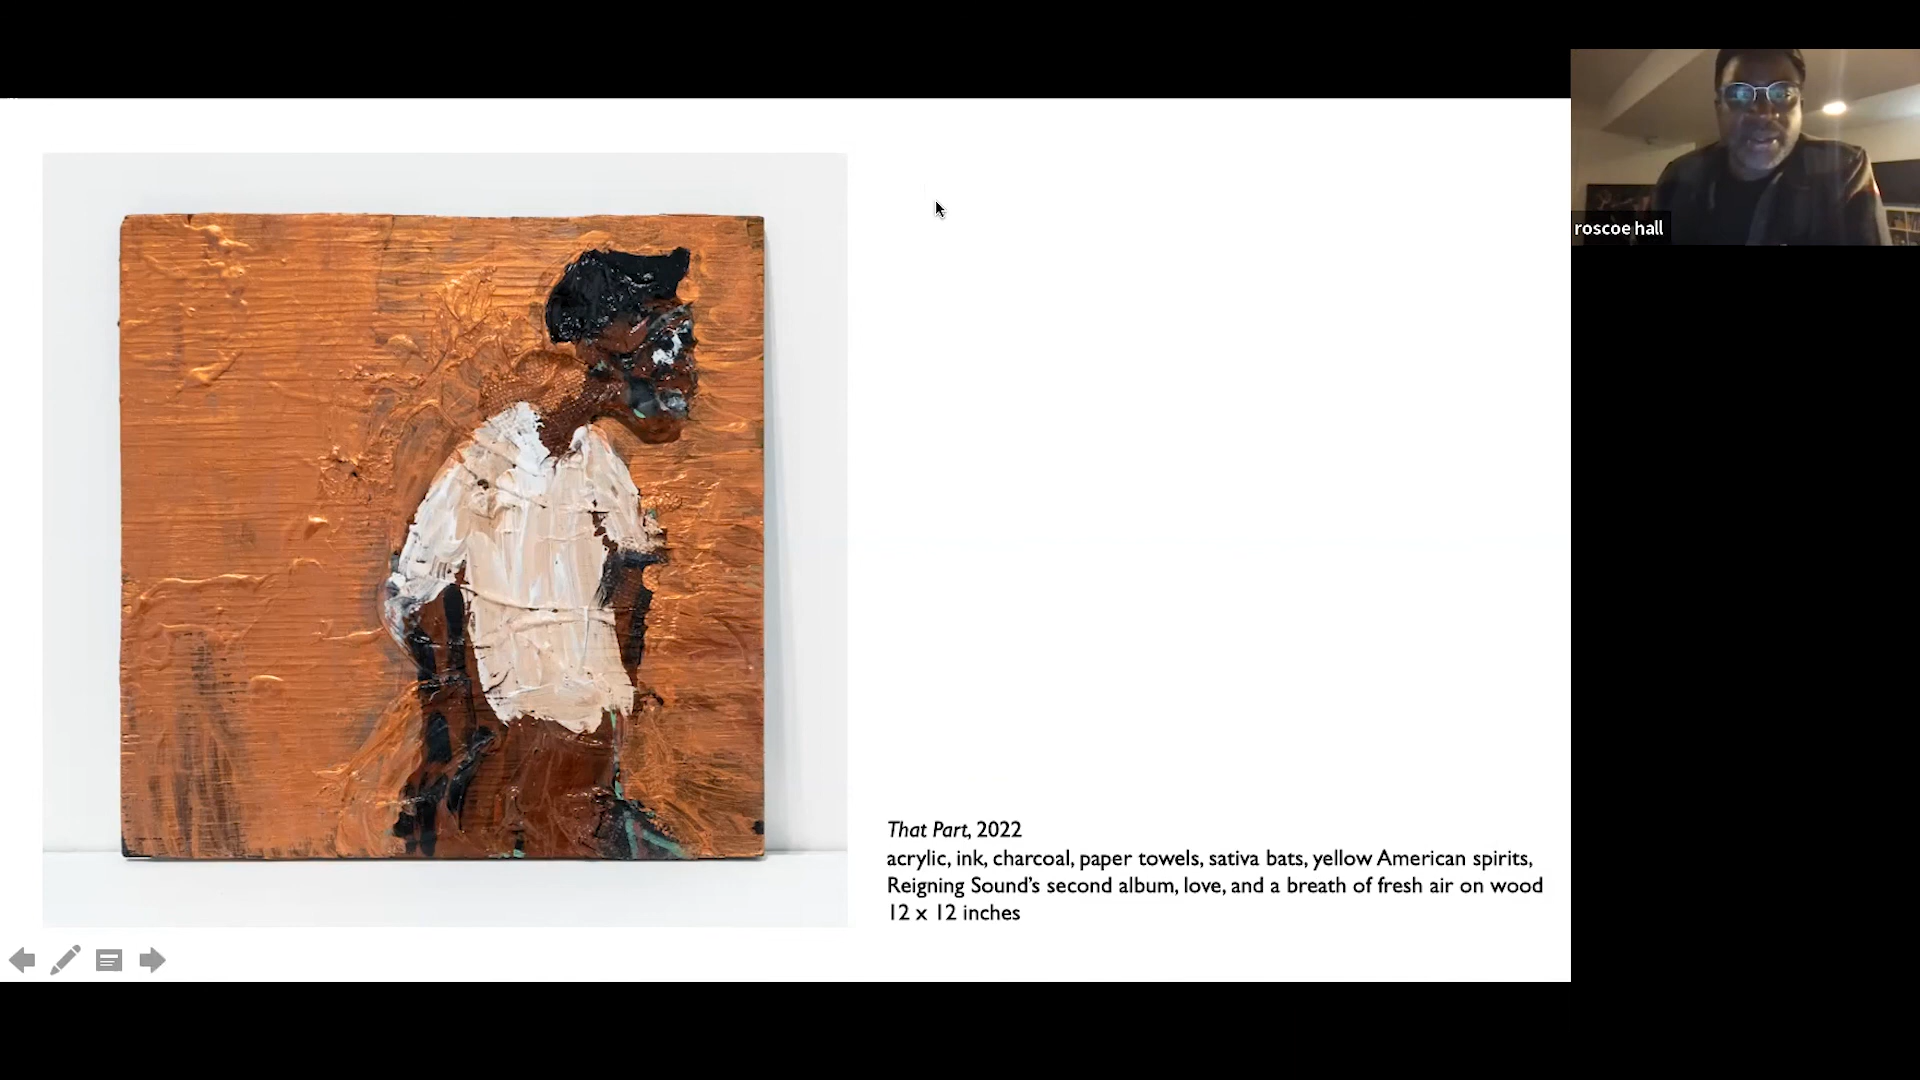 roscoe hall
That Part, 2022
acrylic, ink, charcoal, paper towels, sativa bats, yellow American spirits,
Reigning Sound's second album, love, and a breath of fresh air on wood
12 x 12 inches